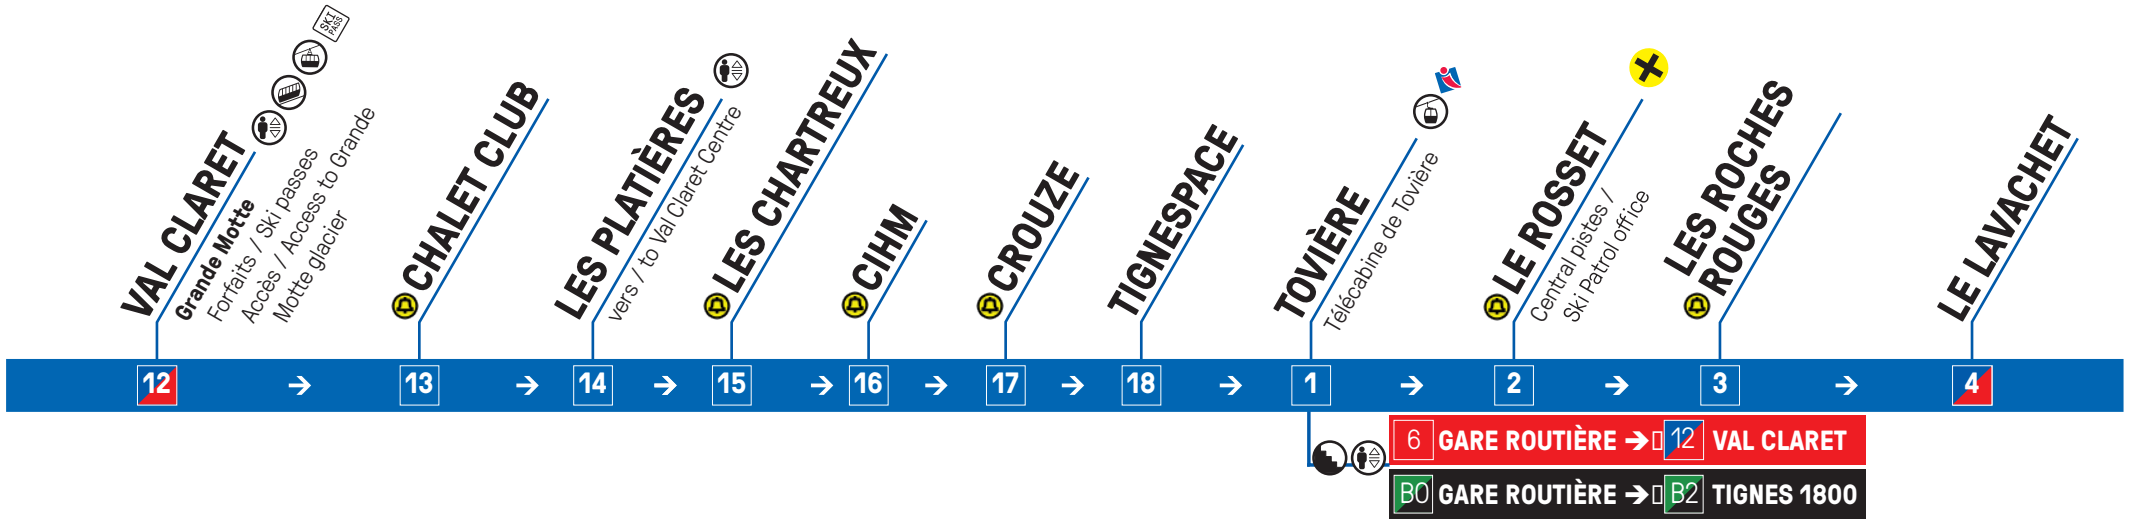 SKI
PASS
VAL CLARET
Grande Motte
Forfaits / Ski passes
Accès / Access to Grande
Motte glacier
CHALET CLUB
LES PLATIÈRES
vers / to Val Claret Centre
LES CHARTREUX
CIHM
CROUZE
TIGNESPACE
TOVIÈRE
Télécabine de Tovière
LE ROSSET
Central pistes /
Ski Patrol office
LES ROCHES
ROUGES
LE LAVACHET
12 → 13 → 14 → 15 → 16 → 17 → 18 → 1 → 2 → 3 → 4
6 GARE ROUTIÈRE → 12 VAL CLARET
B0 GARE ROUTIÈRE → B2 TIGNES 1800